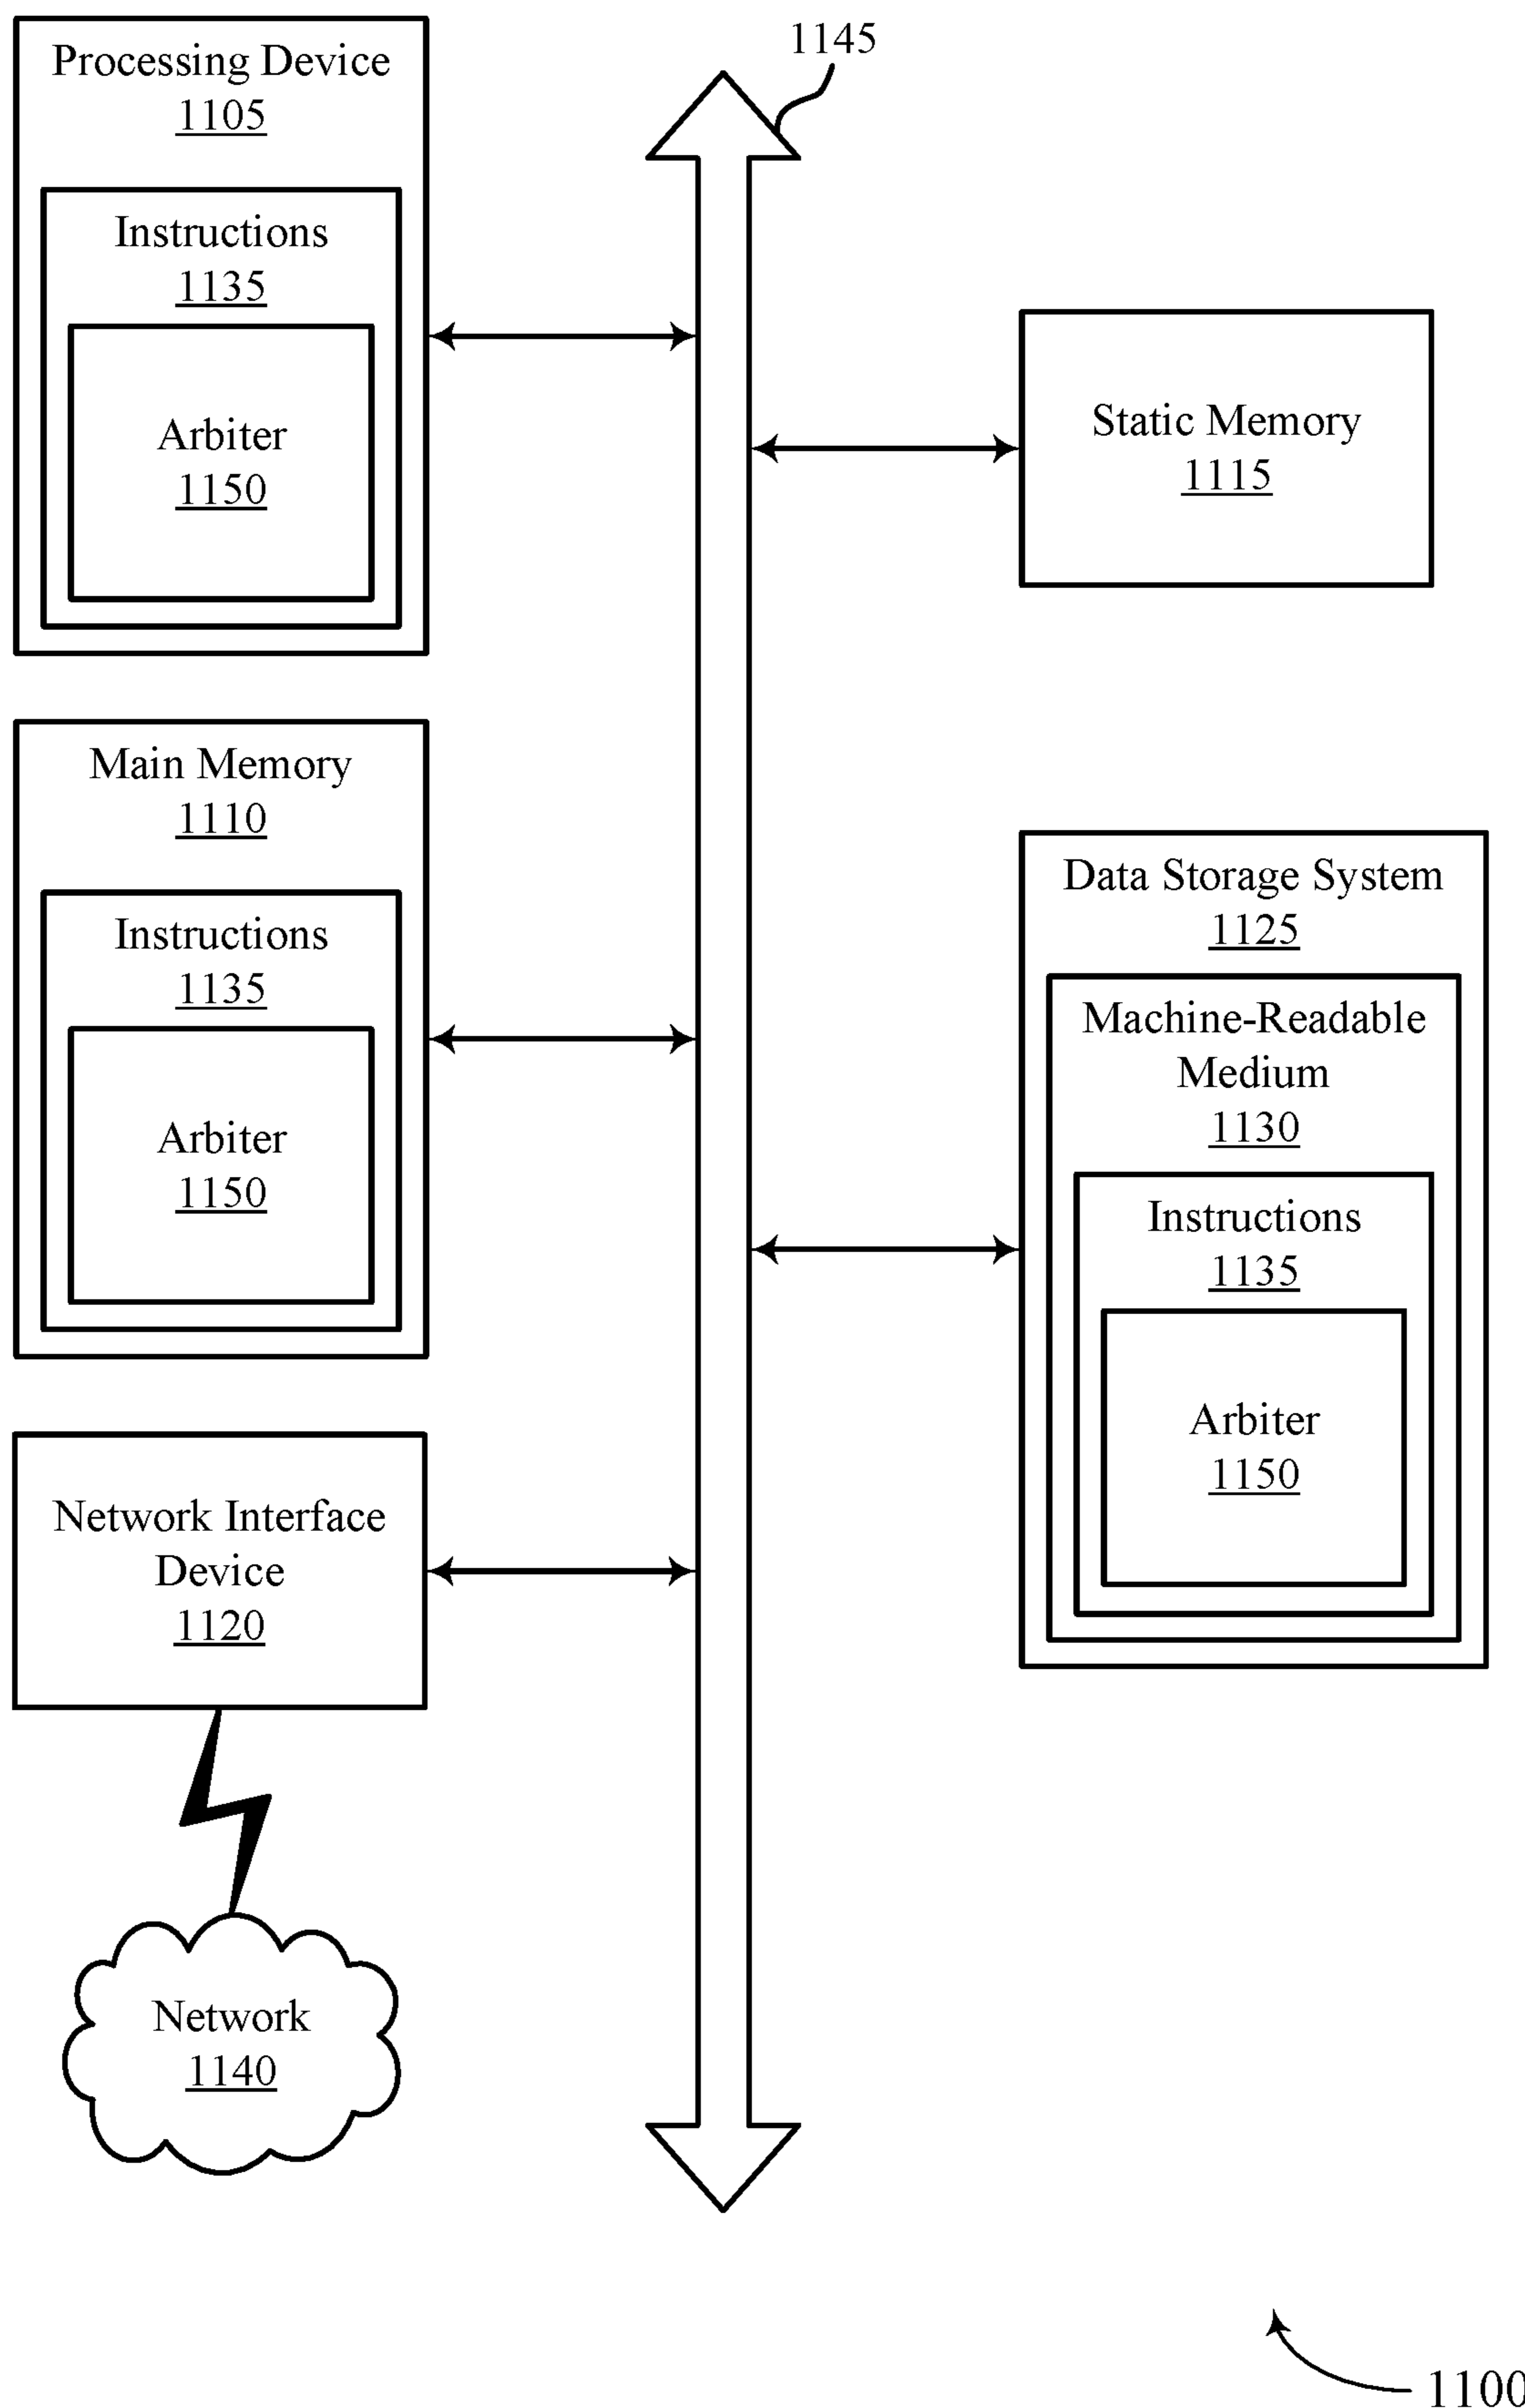 1145
Processing Device
1105
Instructions
1135
Arbiter
1150
Static Memory
1115
Main Memory
1110
Instructions
1135
Arbiter
1150
Data Storage System
1125
Machine-Readable
Medium
1130
Instructions
1135
Arbiter
1150
Network Interface
Device
1120
Network
1140
1100